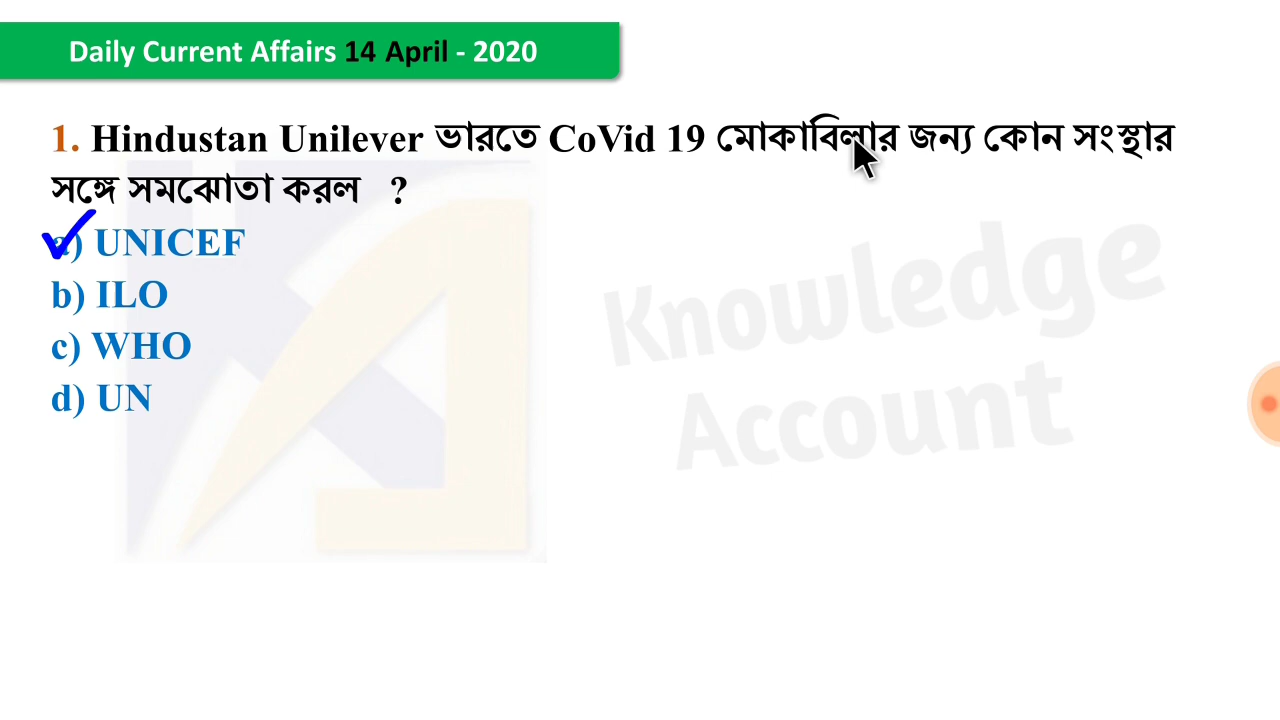 Daily Current Affairs 14 April - 2020
1. Hindustan Unilever ভারতে CoVid 19 মোকাবিলার জন্য কোন সংস্থার
সঙ্গে সমঝোতা করল ?
a) UNICEF
b) ILO
c) WHO
d) UN
Knowledge
Account